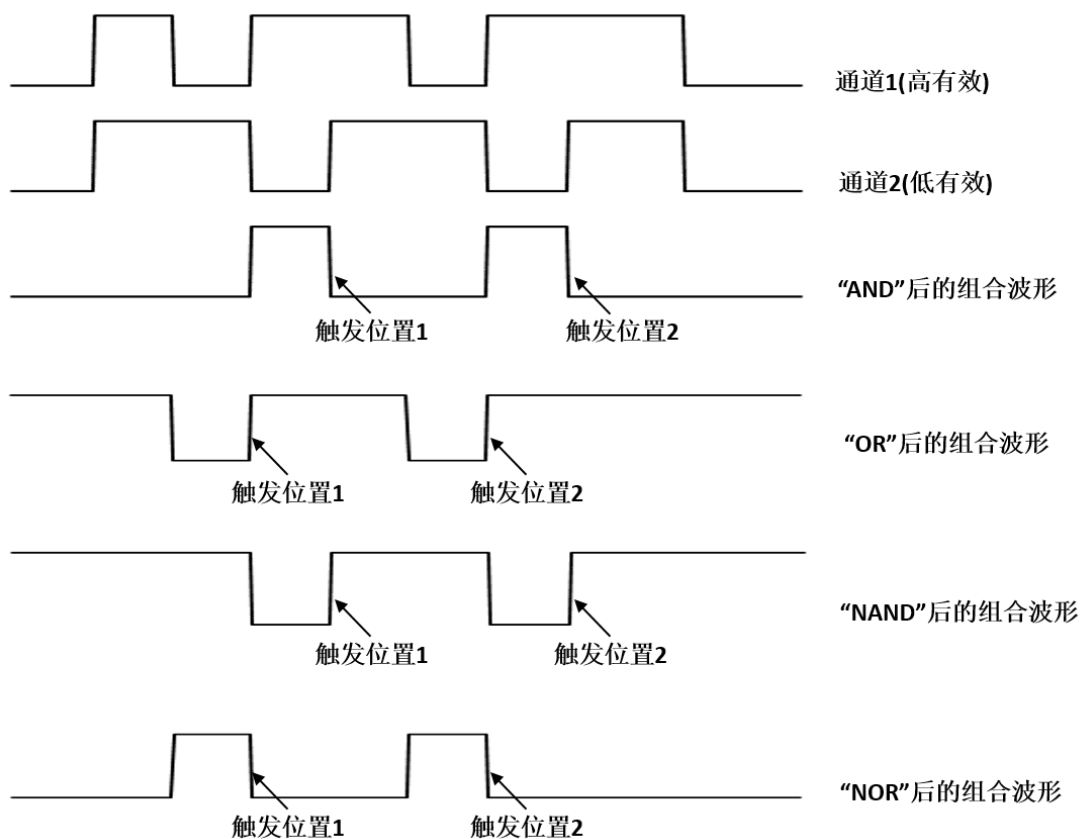 通道1(高有效)
通道2(低有效)
“AND”后的组合波形
触发位置1
触发位置2
“OR”后的组合波形
触发位置1
触发位置2
“NAND”后的组合波形
触发位置1
触发位置2
“NOR”后的组合波形
触发位置1
触发位置2